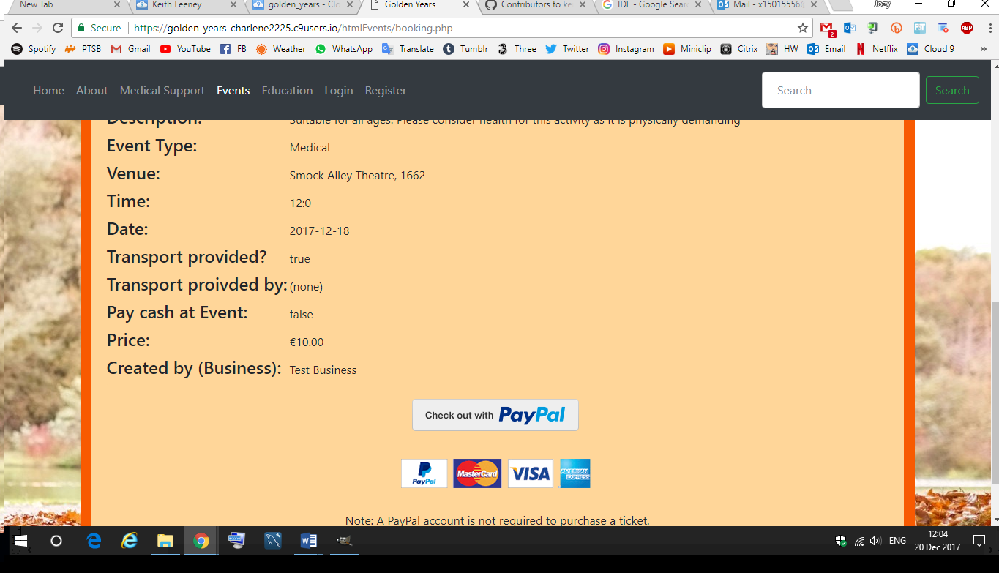 New Tab Keith Feeney golden_years - Clo Golden Years Contributors to ke IDE - Google Sear Mail - x15015556 Joey
Secure https://golden-years-charlene2225.c9users.io/htmlEvents/booking.php 2 ABP
Spotify PTSB Gmail YouTube FB Weather WhatsApp Translate Tumblr Three Twitter Instagram Miniclip Citrix HW Email Netflix Cloud 9 »
Home About Medical Support Events Education Login Register Search Search
Description: Suitable for all ages. Please consider health for this activity as it is physically demanding
Event Type: Medical
Venue: Smock Alley Theatre, 1662
Time: 12:0
Date: 2017-12-18
Transport provided? true
Transport proivded by: (none)
Pay cash at Event: false
Price: €10.00
Created by (Business): Test Business
Check out with PayPal
PayPal MasterCard VISA AMERICAN EXPRESS
Note: A PayPal account is not required to purchase a ticket.
ENG 12:04
20 Dec 2017